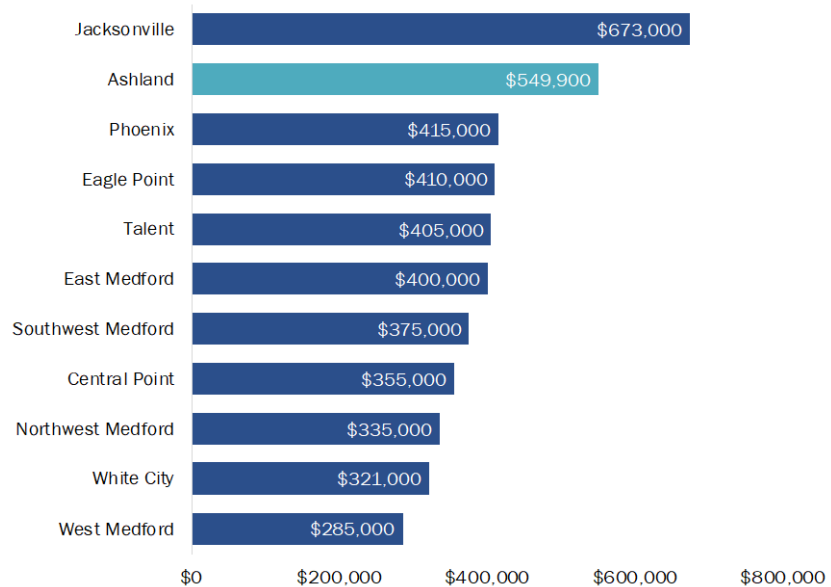 Jacksonville $673,000
Ashland $549,900
Phoenix $415,000
Eagle Point $410,000
Talent $405,000
East Medford $400,000
Southwest Medford $375,000
Central Point $355,000
Northwest Medford $335,000
White City $321,000
West Medford $285,000
$0 $200,000 $400,000 $600,000 $800,000